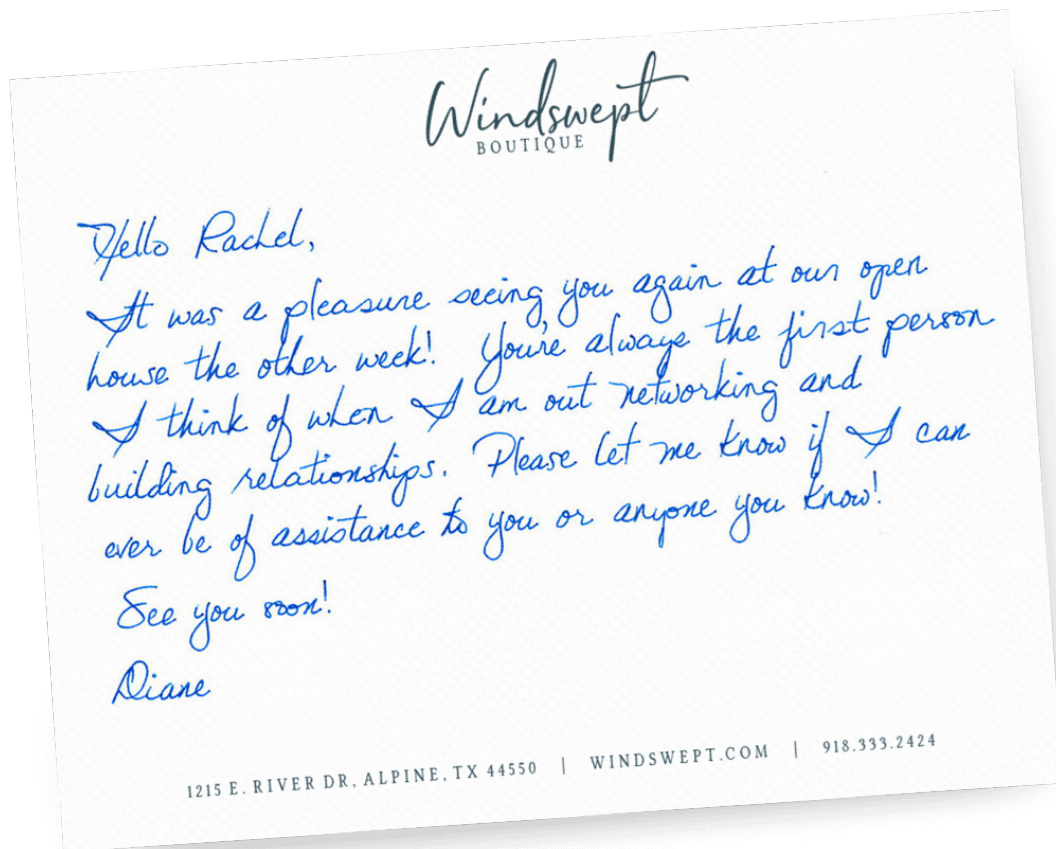 Windswept
BOUTIQUE
Hello Rachel,
It was a pleasure seeing you again at our open
house the other week! You're always the first person
I think of when I am out networking and
building relationships. Please let me know if I can
ever be of assistance to you or anyone you know!
See you soon!
Diane
1215 E. RIVER DR, ALPINE, TX 44550 | WINDSWEPT.COM | 918.333.2424